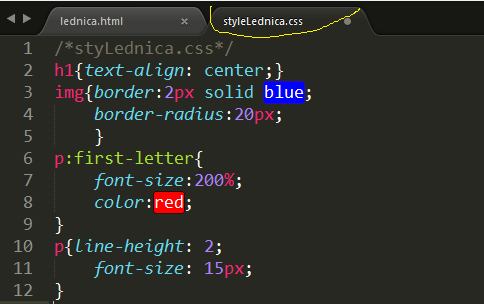 lednica.html × styleLednica.css
1 /*styLednica.css*/
2 h1{text-align: center;}
3 img{border:2px solid blue;
4 border-radius:20px;
5 }
6 p:first-letter{
7 font-size:200%;
8 color:red;
9 }
10 p{line-height: 2;
11 font-size: 15px;
12 }